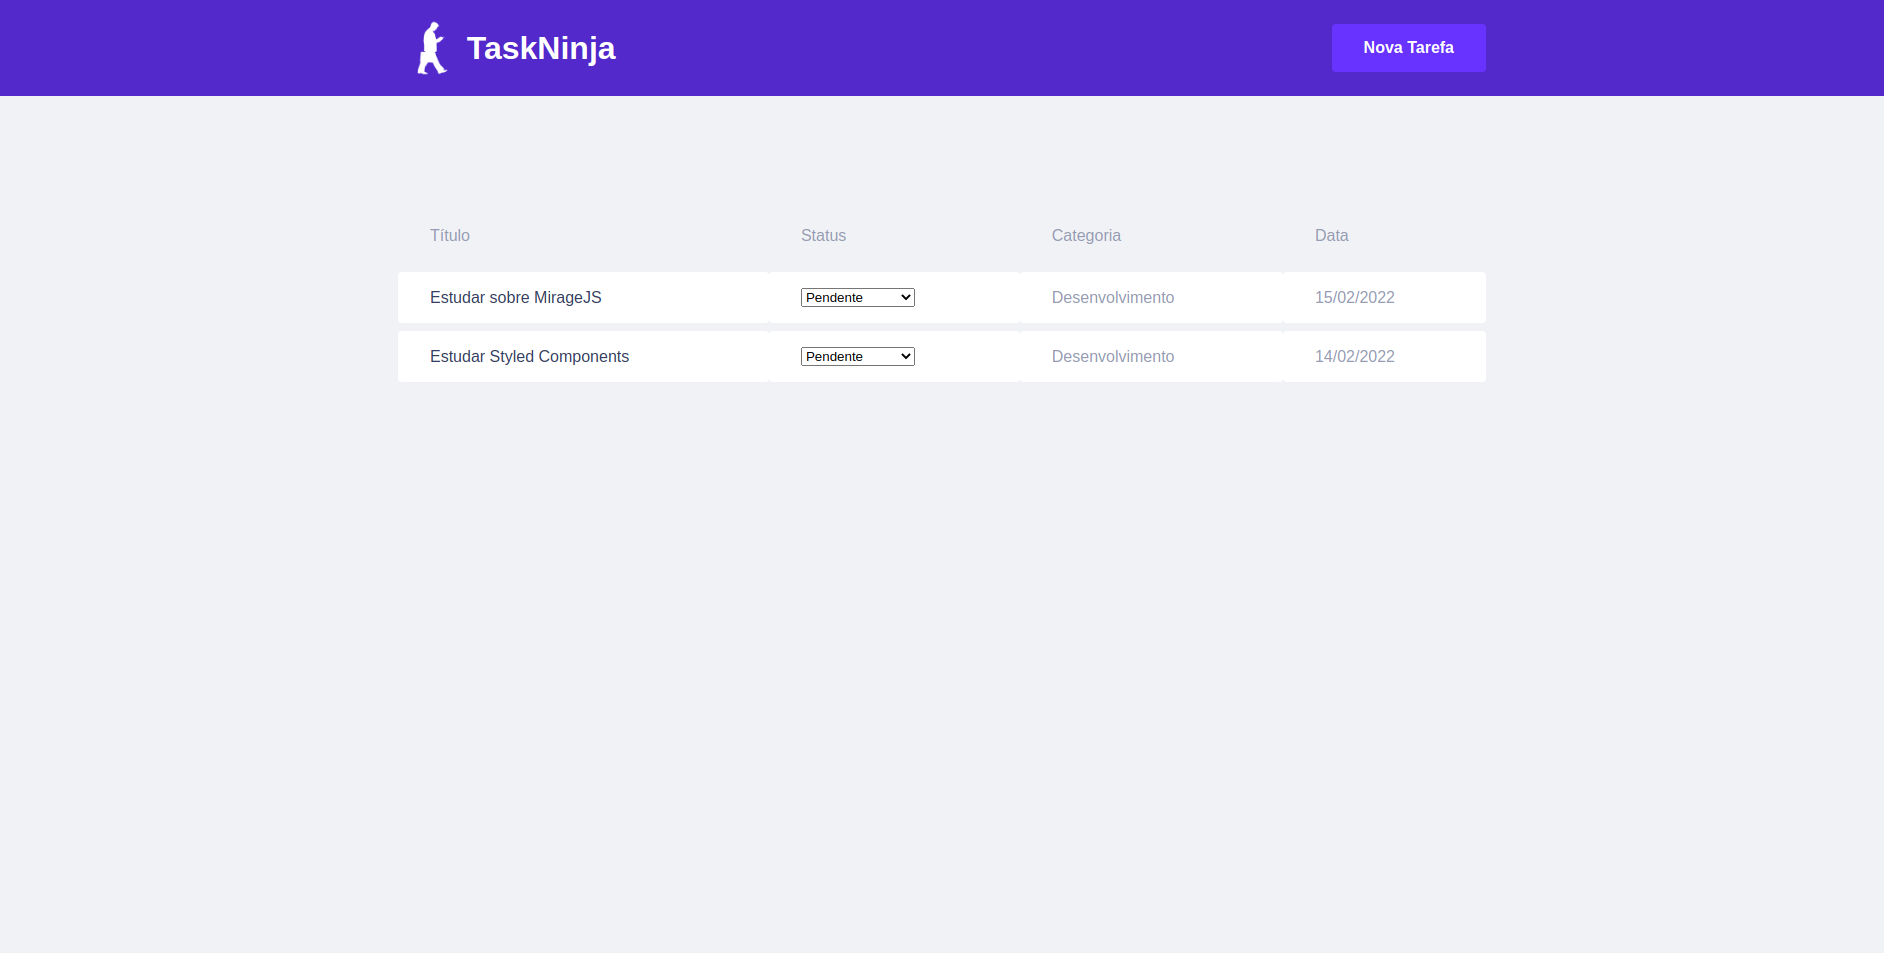 TaskNinja
Nova Tarefa
Título Status Categoria Data
Estudar sobre MirageJS Pendente Desenvolvimento 15/02/2022
Estudar Styled Components Pendente Desenvolvimento 14/02/2022